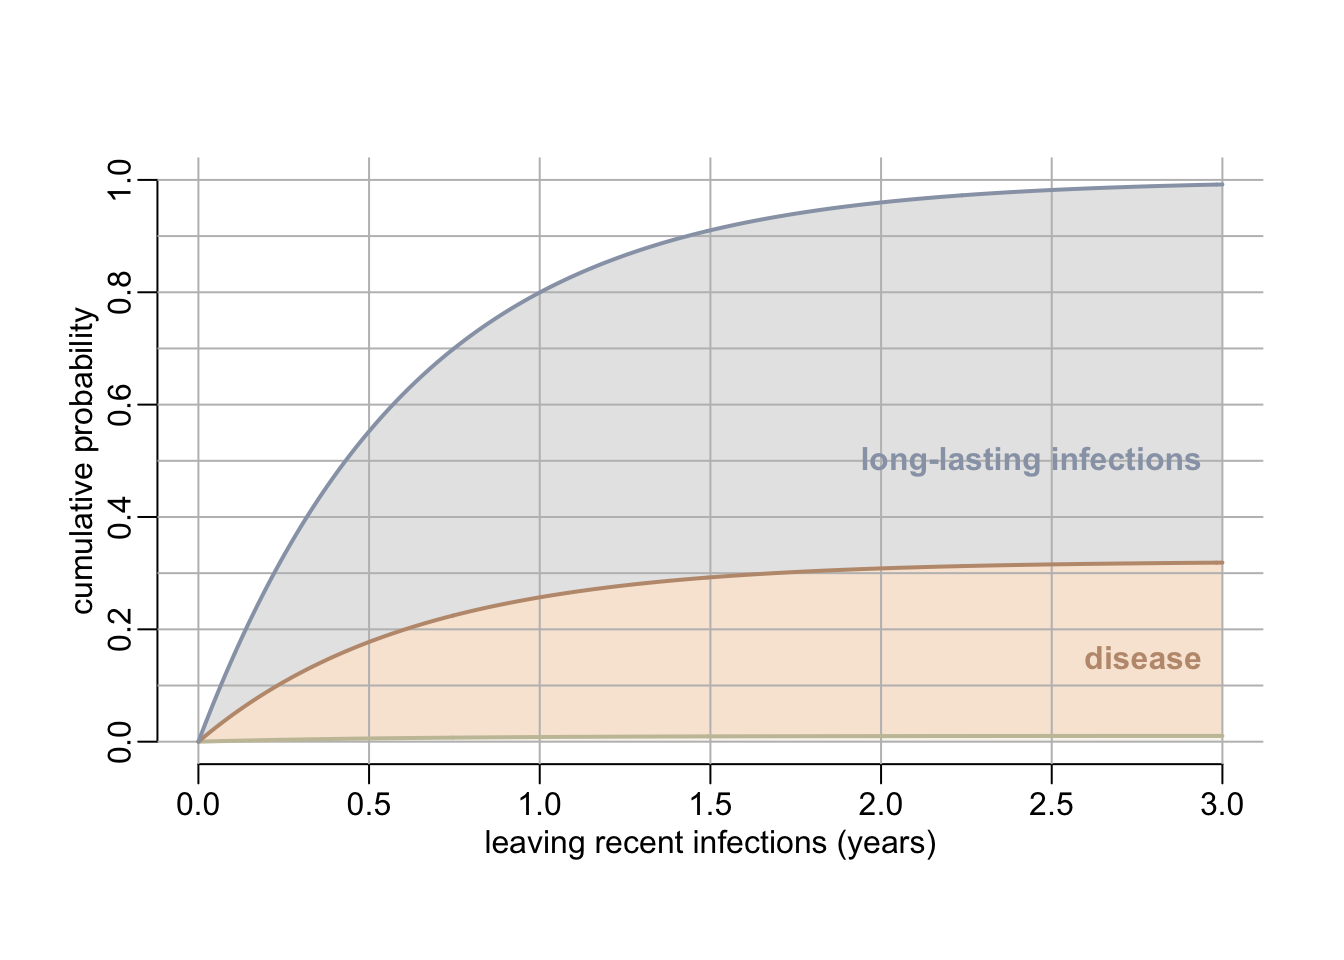 1.0
0.8
0.6
0.4
0.2
0.0
cumulative probability
long-lasting infections
disease
0.0 0.5 1.0 1.5 2.0 2.5 3.0
leaving recent infections (years)